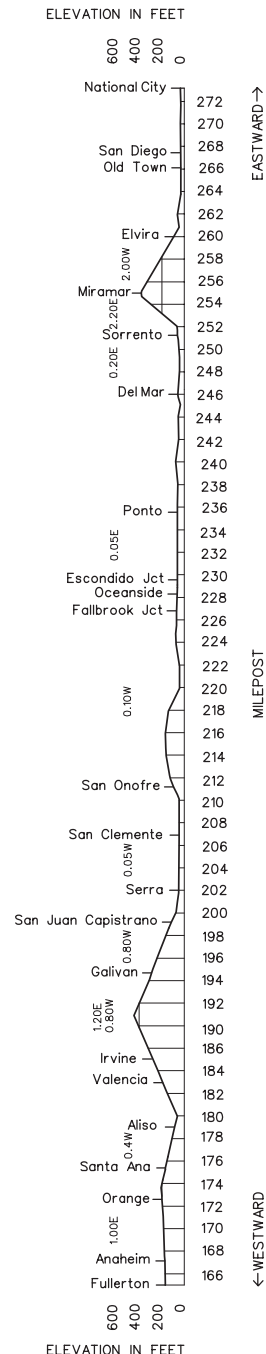 ELEVATION IN FEET
600 400 200 0
National City
272
EASTWARD→
270
San Diego 268
Old Town 266
264
262
Elvira 260
258
2.00W
256
Miramar
254
2.20E
252
Sorrento
250
0.20E
248
Del Mar 246
244
242
240
238
Ponto 236
234
0.05E
232
Escondido Jct 230
Oceanside 228
Fallbrook Jct
226
224
222
MILEPOST
220
0.10W
218
216
214
212
San Onofre
210
208
San Clemente
206
0.05W
204
Serra 202
200
San Juan Capistrano
198
0.80W
196
Galivan
194
192
1.20E
0.80W
190
186
Irvine
184
Valencia
182
180
Aliso
178
0.4W
176
Santa Ana
174
Orange
172
1.00E
170
168
Anaheim
166
Fullerton
←WESTWARD
600 400 200 0
ELEVATION IN FEET